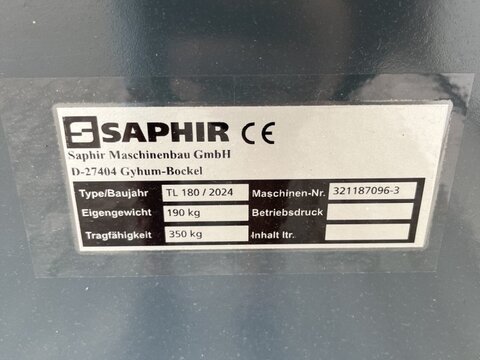 SAPHIR CE
Saphir Maschinenbau GmbH
D-27404 Gyhum-Bockel
Type/Baujahr TL 180 / 2024 Maschinen-Nr. 321187096-3
Eigengewicht 190 kg Betriebsdruck
Tragfähigkeit 350 kg Inhalt ltr.